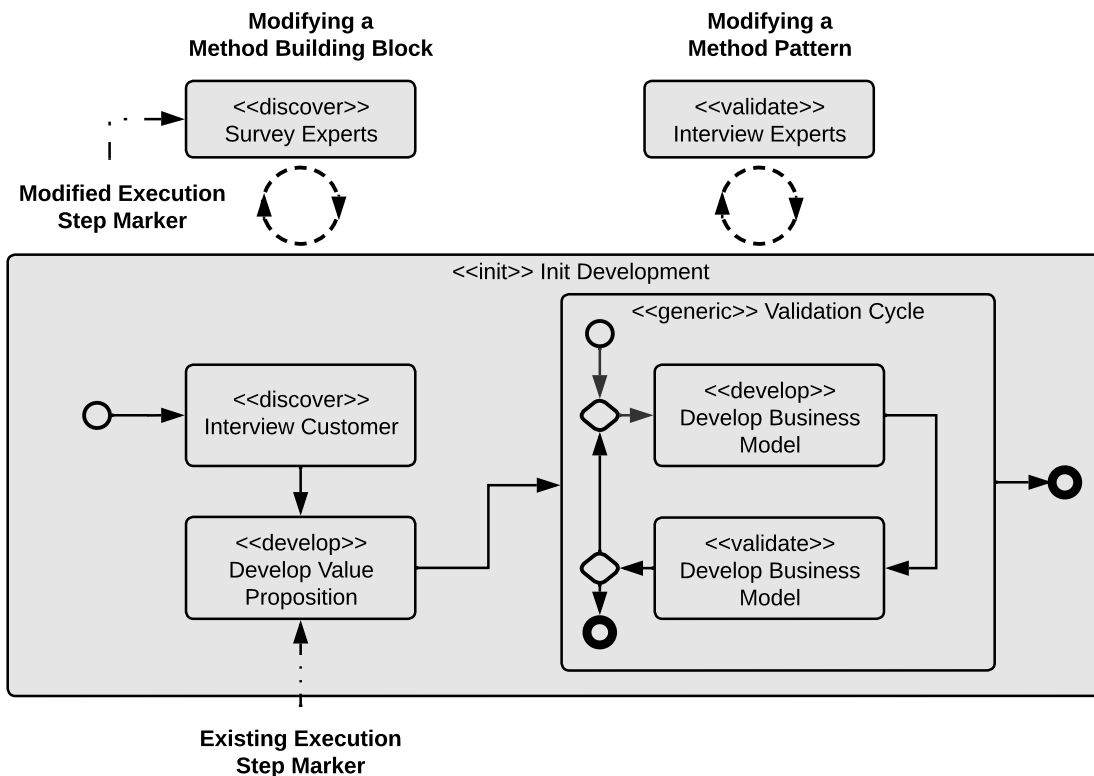 Modifying a
Method Building Block
Modifying a
Method Pattern
<<discover>>
Survey Experts
<<validate>>
Interview Experts
Modified Execution
Step Marker
<<init>> Init Development
<<generic>> Validation Cycle
<<discover>>
Interview Customer
<<develop>>
Develop Business
Model
<<develop>>
Develop Value
Proposition
<<validate>>
Develop Business
Model
Existing Execution
Step Marker